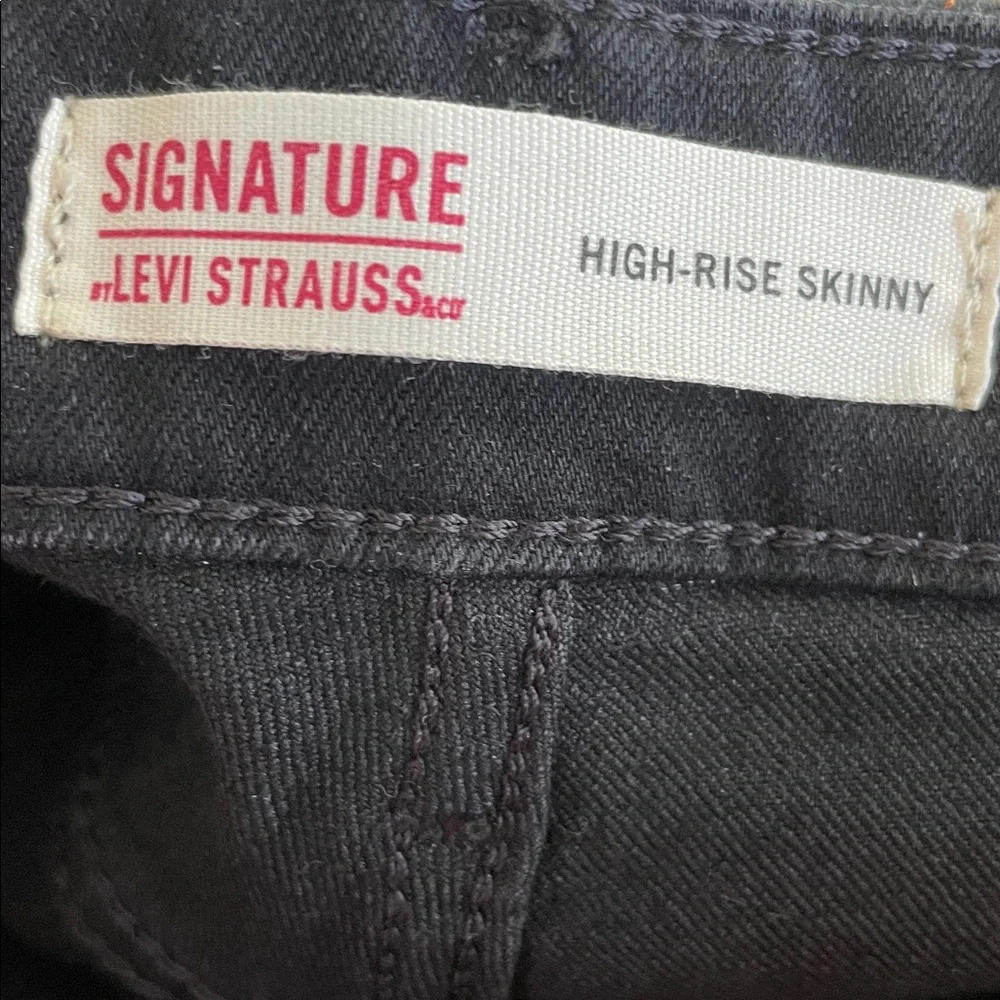 SIGNATURE
BY LEVI STRAUSS & CO.
HIGH-RISE SKINNY